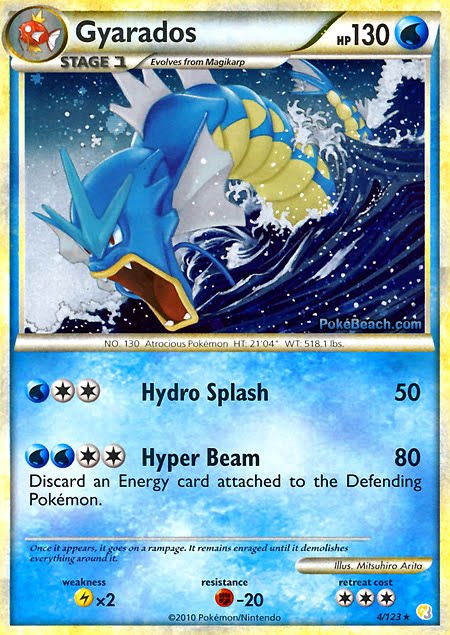 Gyarados HP 130
STAGE 1 Evolves from Magikarp
PokéBeach.com
NO. 130 Atrocious Pokémon HT: 21'04" WT: 518.1 lbs.
Hydro Splash 50
Hyper Beam 80
Discard an Energy card attached to the Defending
Pokémon.
Once it appears, it goes on a rampage. It remains enraged until it demolishes
everything around it.
Illus. Mitsuhiro Arita
weakness resistance retreat cost
×2 -20
©2010 Pokémon/Nintendo 4/123 ★